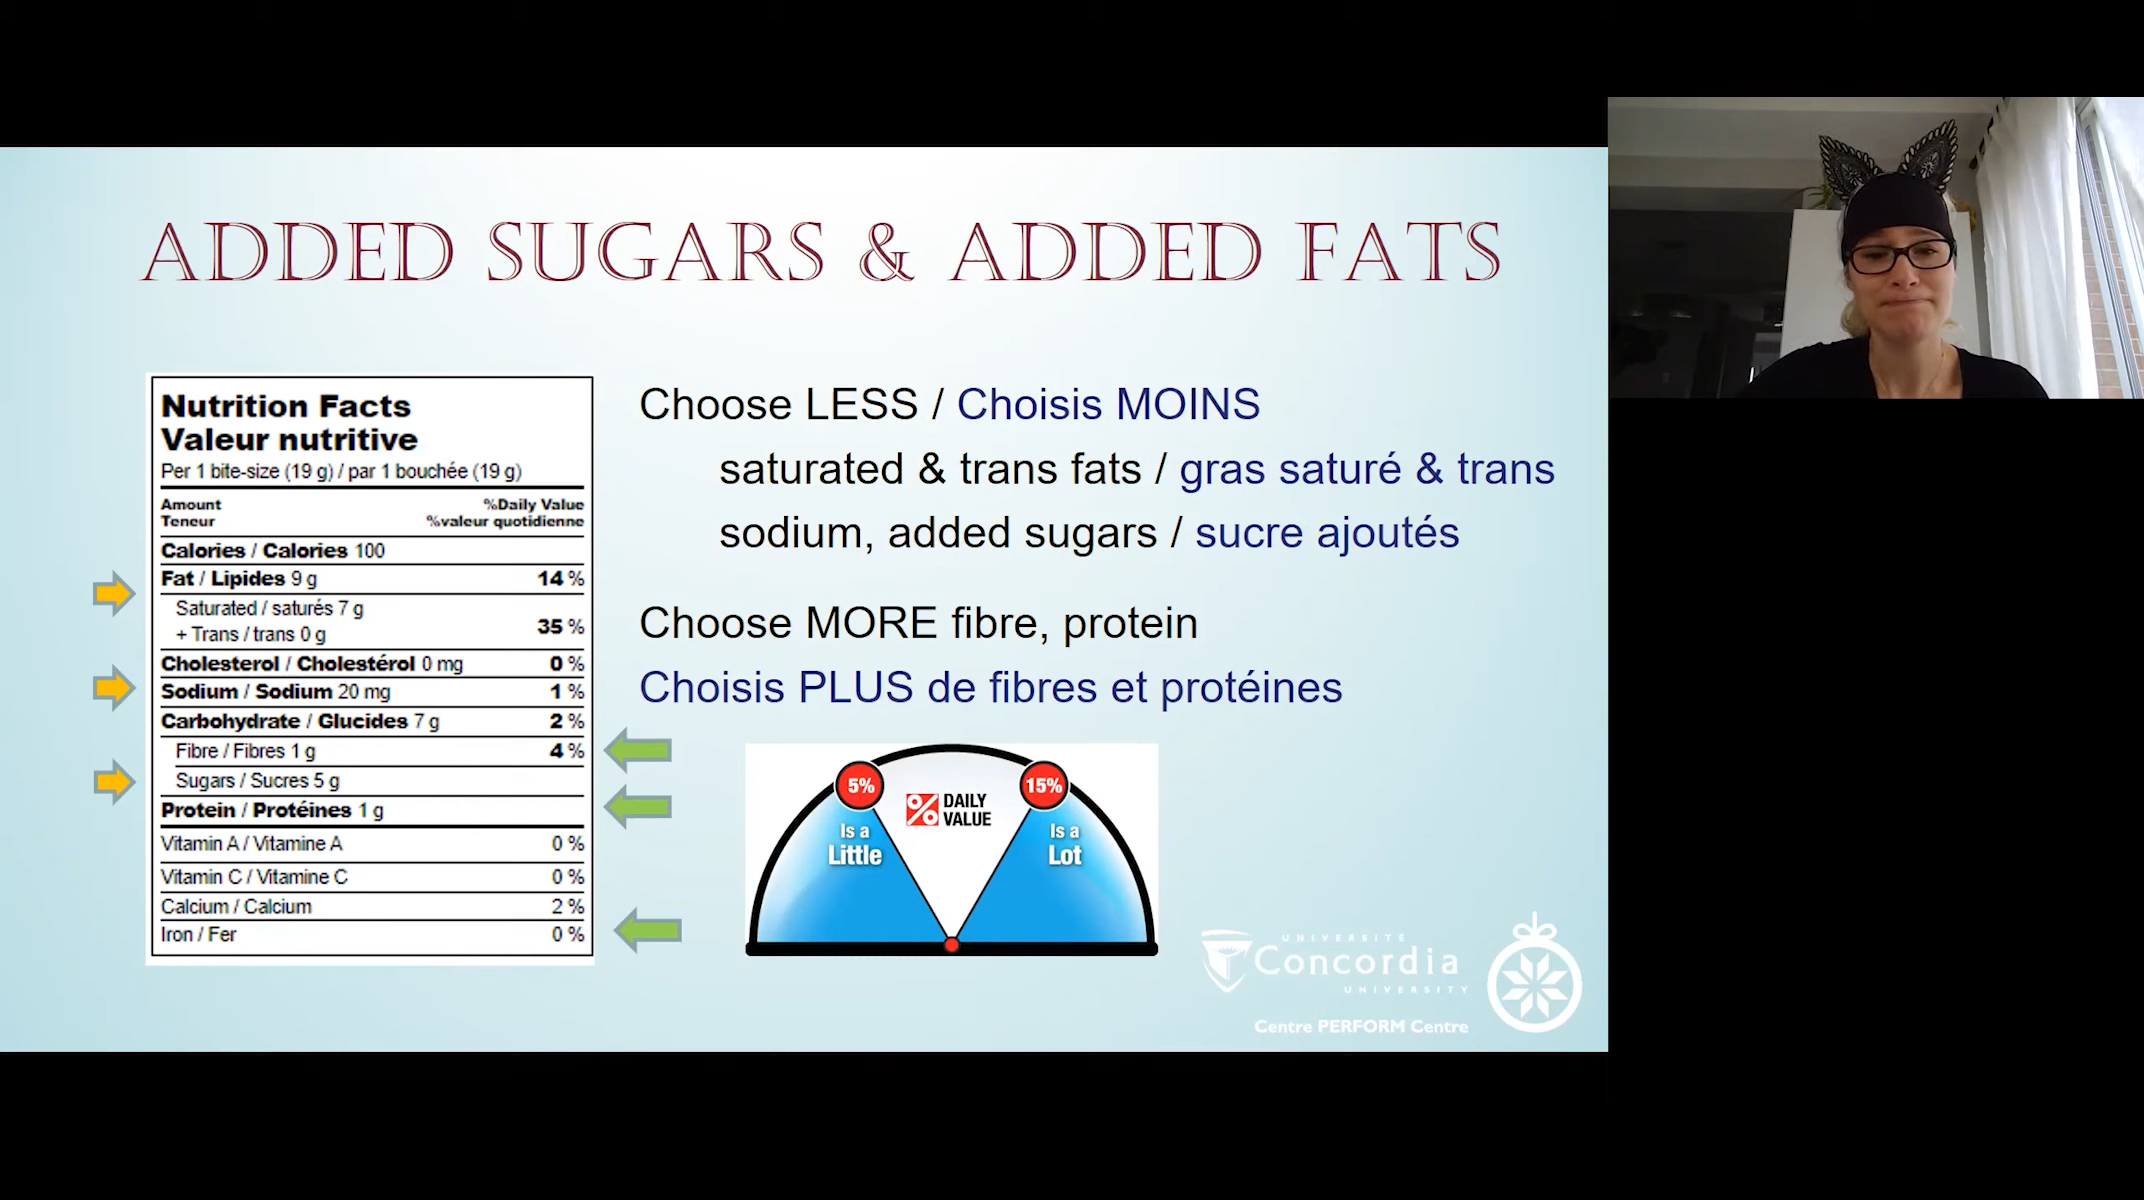 ADDED SUGARS & ADDED FATS
Nutrition Facts
Valeur nutritive
Per 1 bite-size (19 g) / par 1 bouchée (19 g)
Amount %Daily Value
Teneur %valeur quotidienne
Calories / Calories 100
Fat / Lipides 9 g 14 %
Saturated / saturés 7 g
+ Trans / trans 0 g 35 %
Cholesterol / Cholestérol 0 mg 0 %
Sodium / Sodium 20 mg 1 %
Carbohydrate / Glucides 7 g 2 %
Fibre / Fibres 1 g 4 %
Sugars / Sucres 5 g
Protein / Protéines 1 g
Vitamin A / Vitamine A 0 %
Vitamin C / Vitamine C 0 %
Calcium / Calcium 2 %
Iron / Fer 0 %
Choose LESS / Choisis MOINS
saturated & trans fats / gras saturé & trans
sodium, added sugars / sucre ajoutés
Choose MORE fibre, protein
Choisis PLUS de fibres et protéines
5% 15%
% DAILY
VALUE
Is a
Little
Is a
Lot
UNIVERSITÉ
Concordia
UNIVERSITY
Centre PERFORM Centre